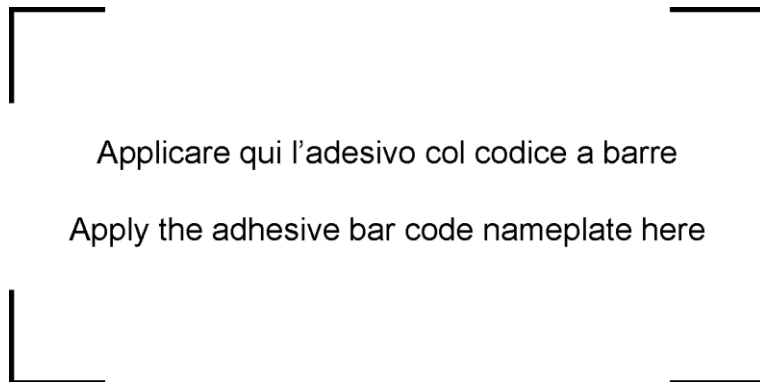 Applicare qui l’adesivo col codice a barre
Apply the adhesive bar code nameplate here